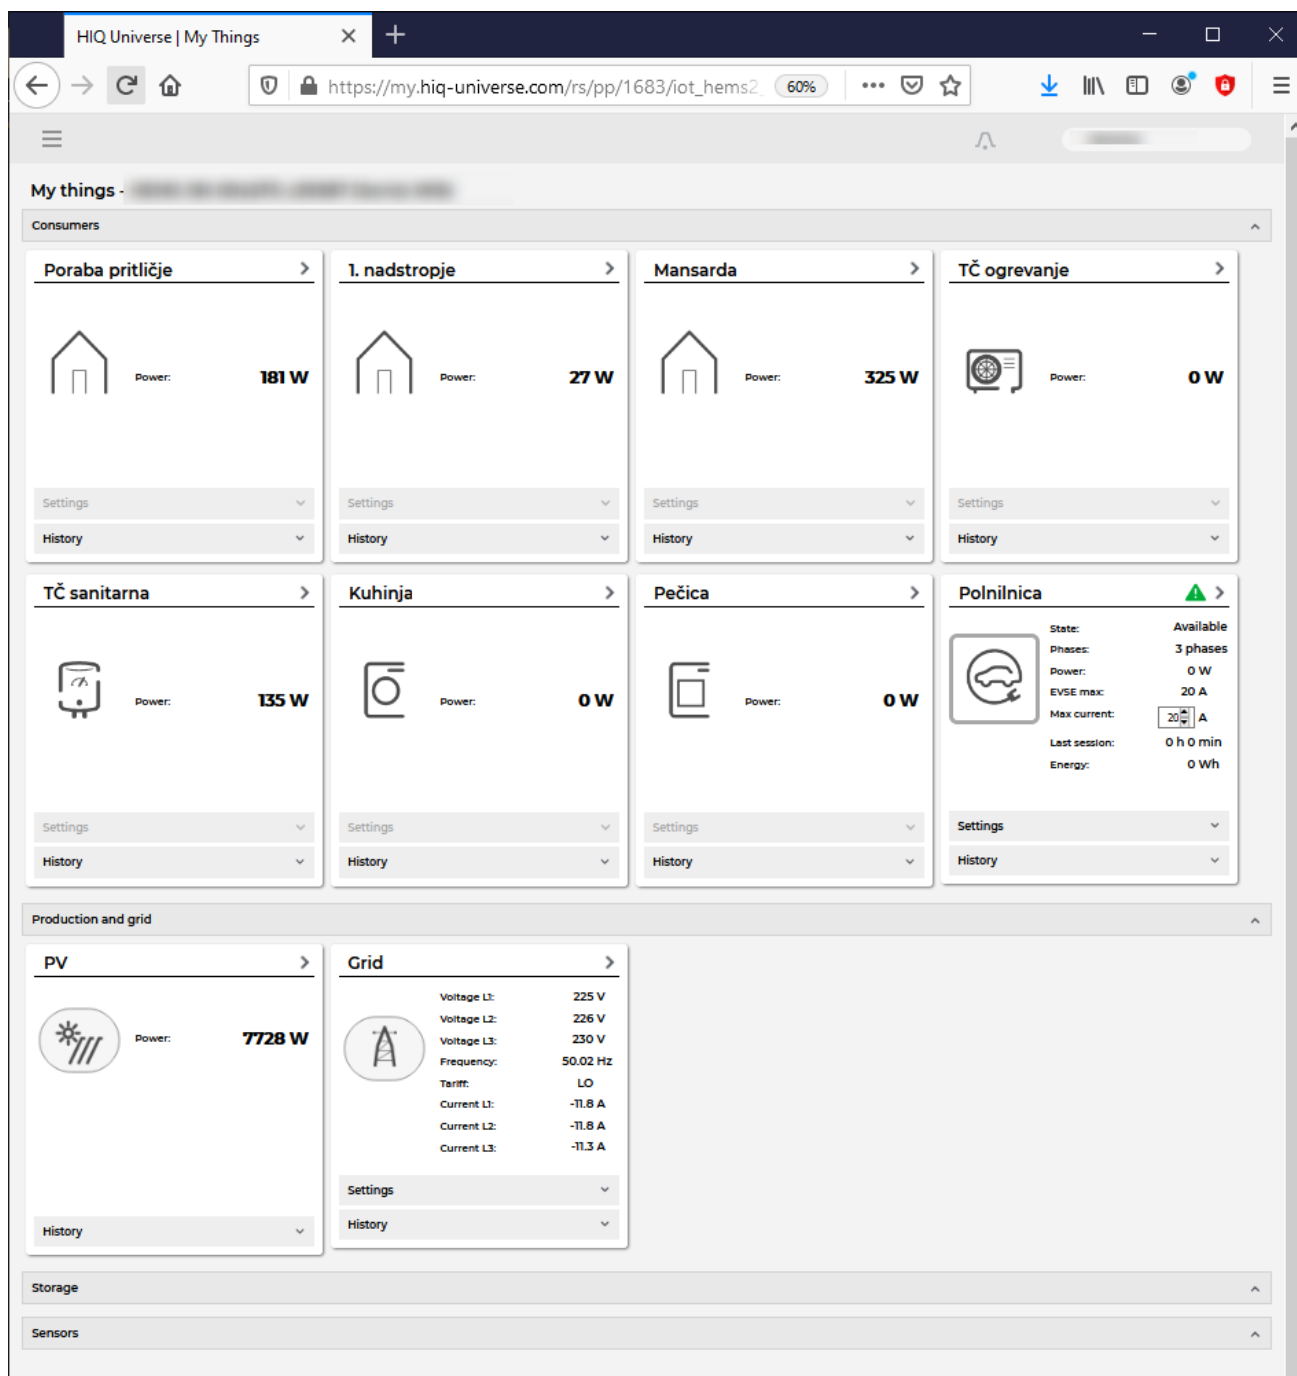 HIQ Universe | My Things
https://my.hiq-universe.com/rs/pp/1683/iot_hems2_ 60%
My things -
Consumers
Poraba pritličje
Power: 181 W
Settings
History
1. nadstropje
Power: 27 W
Settings
History
Mansarda
Power: 325 W
Settings
History
TČ ogrevanje
Power: 0 W
Settings
History
TČ sanitarna
Power: 135 W
Settings
History
Kuhinja
Power: 0 W
Settings
History
Pečica
Power: 0 W
Settings
History
Polnilnica
State: Available
Phases: 3 phases
Power: 0 W
EVSE max: 20 A
Max current: 20 A
Last session: 0 h 0 min
Energy: 0 Wh
Settings
History
Production and grid
PV
Power: 7728 W
History
Grid
Voltage L1: 225 V
Voltage L2: 226 V
Voltage L3: 230 V
Frequency: 50.02 Hz
Tariff: LO
Current L1: -11.8 A
Current L2: -11.8 A
Current L3: -11.3 A
Settings
History
Storage
Sensors